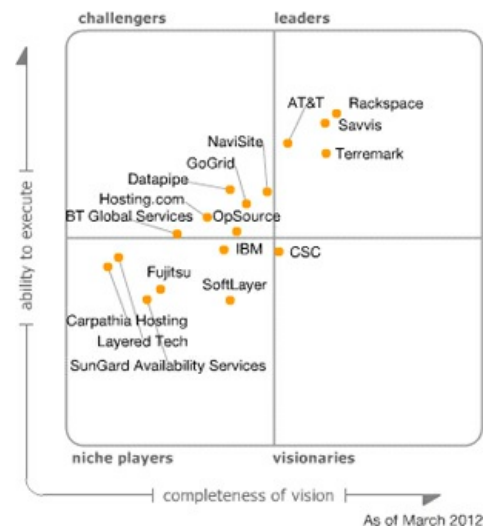 challengers
leaders
AT&T
Rackspace
Savvis
NaviSite
Terremark
GoGrid
Datapipe
Hosting.com
BT Global Services
OpSource
IBM
CSC
Fujitsu
SoftLayer
Carpathia Hosting
Layered Tech
SunGard Availability Services
niche players
visionaries
ability to execute
completeness of vision
As of March 2012